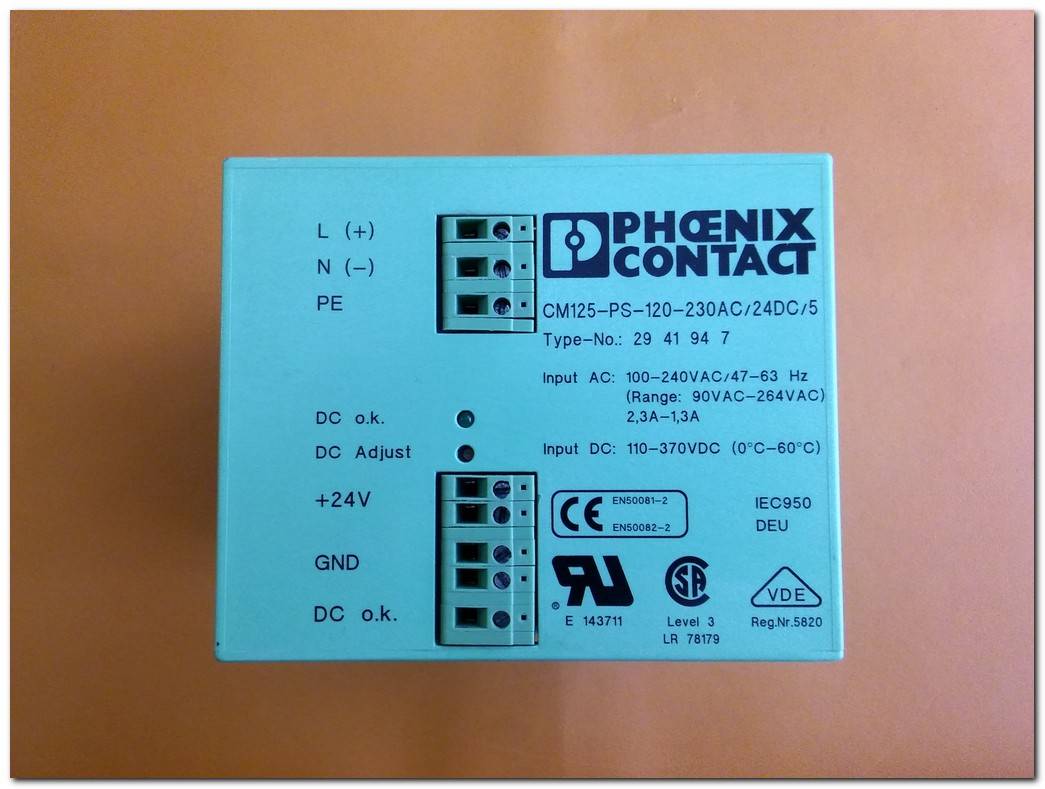 L (+)
N (–)
PE
DC o.k.
DC Adjust
+24V
GND
DC o.k.
PHŒNIX
CONTACT
CM125–PS–120–230AC/24DC/5
Type–No.: 29 41 94 7
Input AC: 100–240VAC/47–63 Hz
(Range: 90VAC–264VAC)
2,3A–1,3A
Input DC: 110–370VDC (0°C–60°C)
CE EN50081–2
EN50082–2
IEC950
DEU
RU ®
E 143711
SA
Level 3
LR 78179
VDE
Reg.Nr.5820